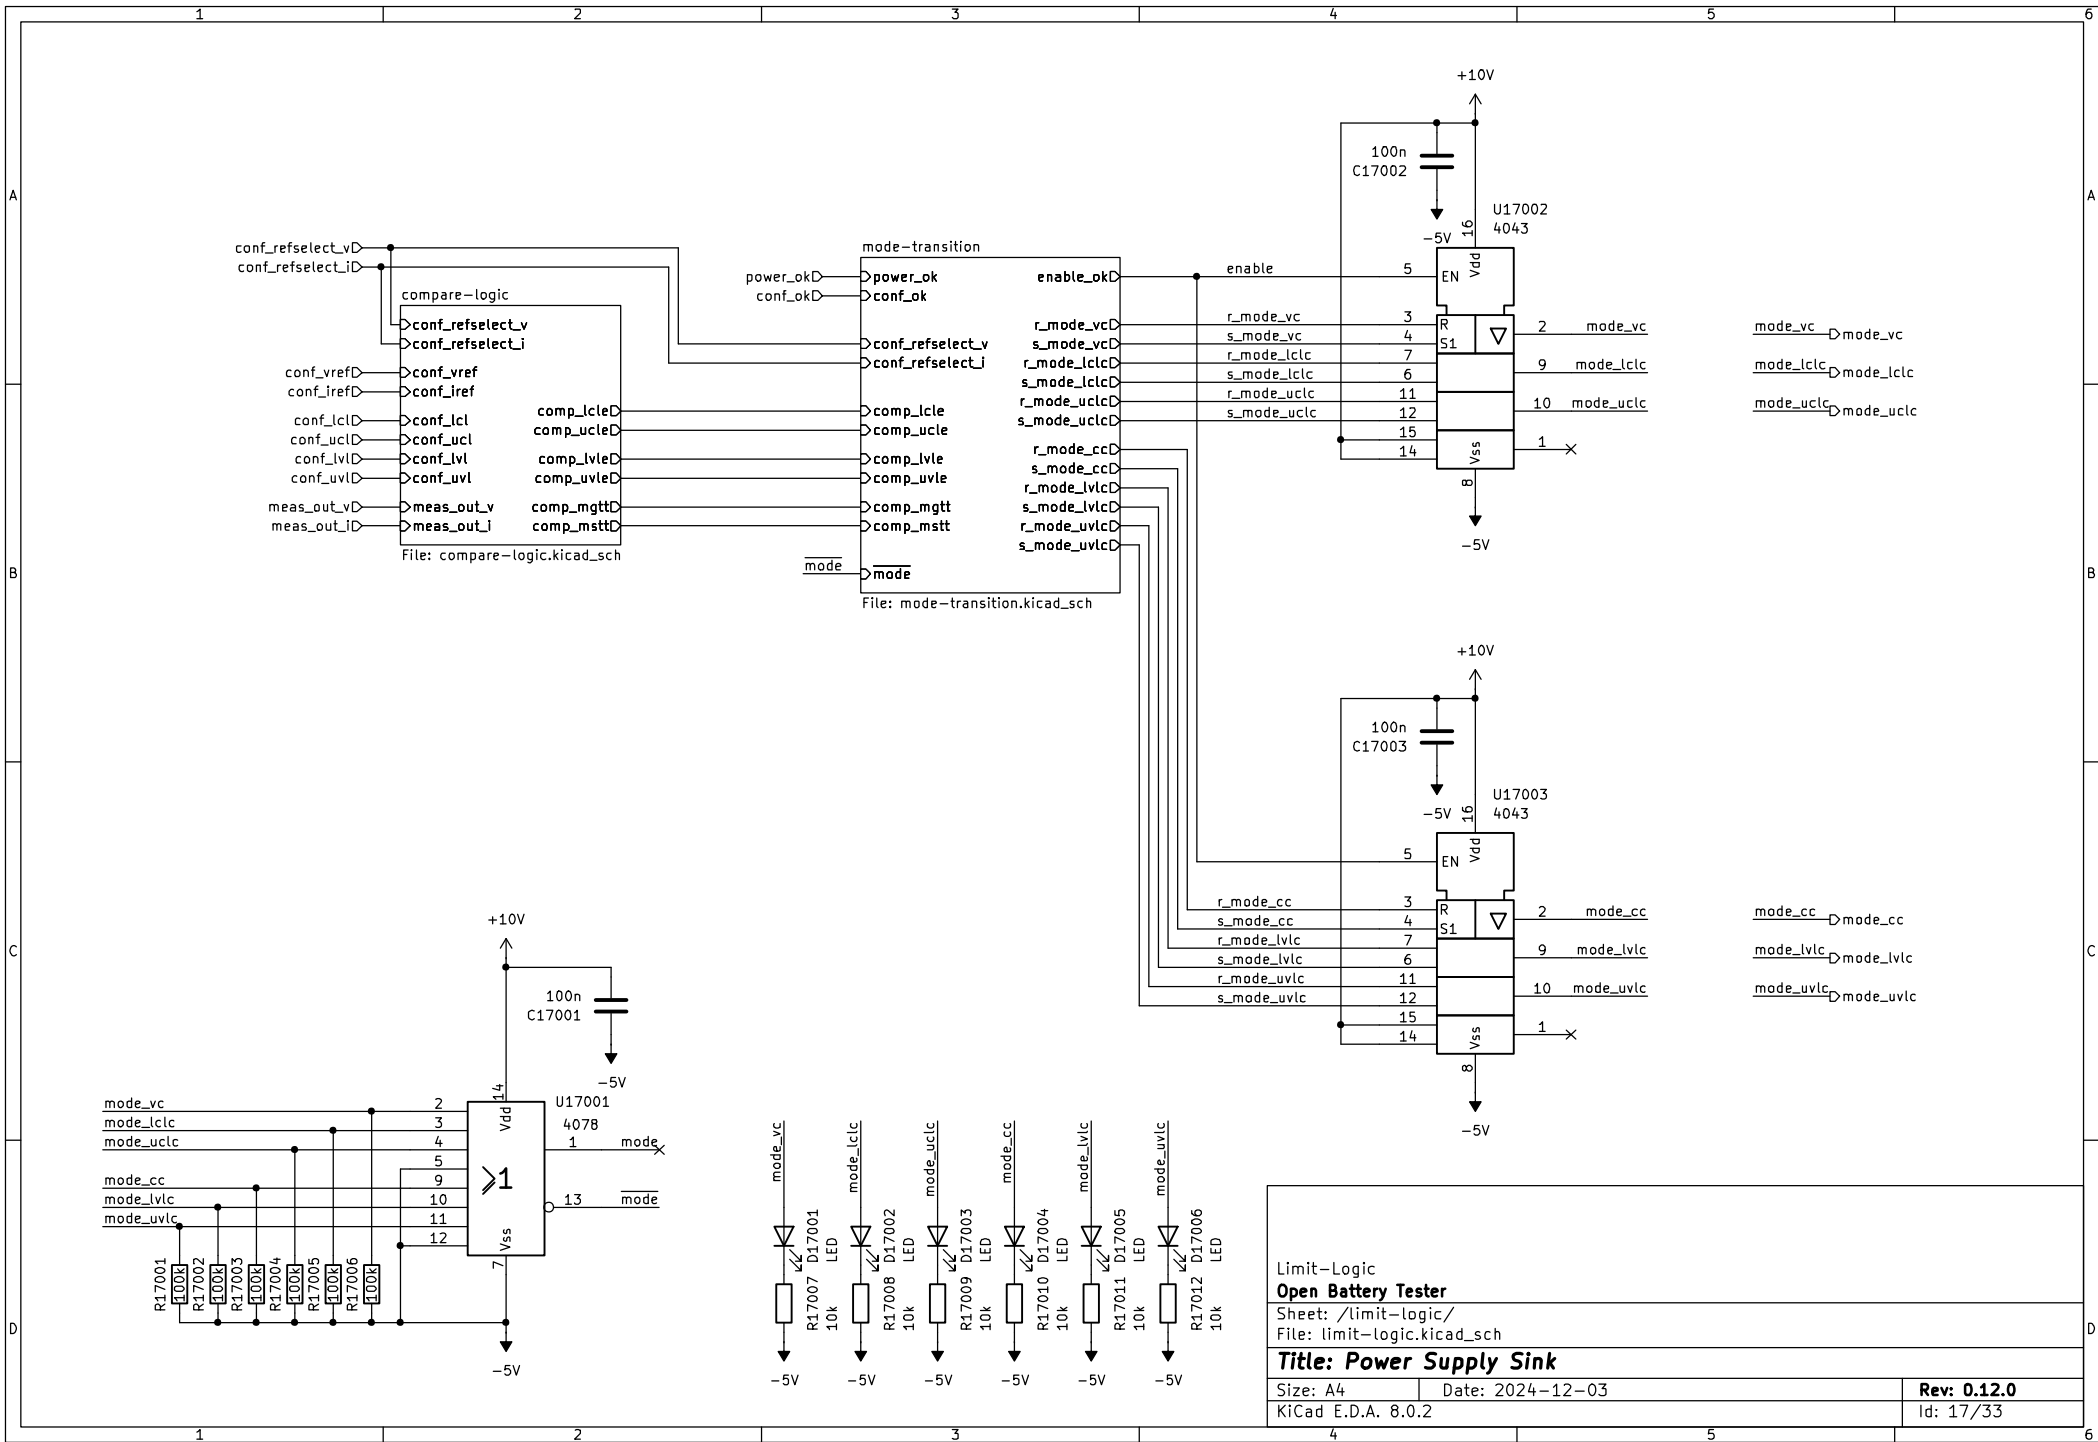 1 2 3 4 5 6
A A
B B
C C
D D
conf_refselect_v
conf_refselect_i
compare-logic
conf_refselect_v
conf_refselect_i
conf_vref conf_vref
conf_iref conf_iref
conf_lcl conf_lcl comp_lcle
conf_ucl conf_ucl comp_ucle
conf_lvl conf_lvl comp_lvle
conf_uvl conf_uvl comp_uvle
meas_out_v meas_out_v comp_mgtt
meas_out_i meas_out_i comp_mstt
File: compare-logic.kicad_sch
mode-transition
power_ok power_ok enable_ok
conf_ok conf_ok
r_mode_vc
conf_refselect_v s_mode_vc
conf_refselect_i r_mode_lclc
s_mode_lclc
r_mode_uclc
comp_lcle s_mode_uclc
comp_ucle
r_mode_cc
comp_lvle s_mode_cc
comp_uvle r_mode_lvlc
comp_mgtt s_mode_lvlc
comp_mstt r_mode_uvlc
s_mode_uvlc
mode mode
File: mode-transition.kicad_sch
+10V
100n
C17002
-5V
U17002
4043
16
Vdd
enable 5 EN
r_mode_vc 3 R
s_mode_vc 4 S1
r_mode_lclc 7
s_mode_lclc 6
r_mode_uclc 11
s_mode_uclc 12
15
14
Vss
8
-5V
2 mode_vc mode_vc mode_vc
9 mode_lclc mode_lclc mode_lclc
10 mode_uclc mode_uclc mode_uclc
1
+10V
100n
C17003
-5V
U17003
4043
16
Vdd
5 EN
r_mode_cc 3 R
s_mode_cc 4 S1
r_mode_lvlc 7
s_mode_lvlc 6
r_mode_uvlc 11
s_mode_uvlc 12
15
14
Vss
8
-5V
2 mode_cc mode_cc mode_cc
9 mode_lvlc mode_lvlc mode_lvlc
10 mode_uvlc mode_uvlc mode_uvlc
1
+10V
100n
C17001
-5V
U17001
4078
14
Vdd
mode_vc 2
mode_lclc 3
mode_uclc 4
5
mode_cc 9
mode_lvlc 10
mode_uvlc 11
12
≥1
1 mode
13 mode
Vss
7
-5V
R17001 100k
R17002 100k
R17003 100k
R17004 100k
R17005 100k
R17006 100k
mode_vc
D17001
LED
R17007
10k
-5V
mode_lclc
D17002
LED
R17008
10k
-5V
mode_uclc
D17003
LED
R17009
10k
-5V
mode_cc
D17004
LED
R17010
10k
-5V
mode_lvlc
D17005
LED
R17011
10k
-5V
mode_uvlc
D17006
LED
R17012
10k
-5V
Limit-Logic
Open Battery Tester
Sheet: /limit-logic/
File: limit-logic.kicad_sch
Title: Power Supply Sink
Size: A4 Date: 2024-12-03 Rev: 0.12.0
KiCad E.D.A. 8.0.2 Id: 17/33
1 2 3 4 5 6